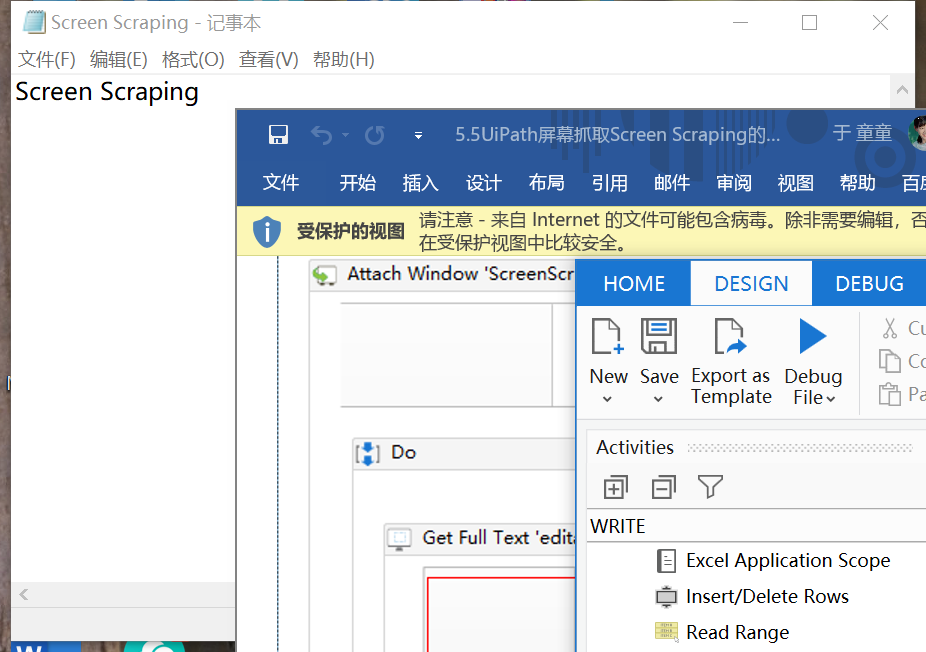 Screen Scraping - 记事本
文件(F) 编辑(E) 格式(O) 查看(V) 帮助(H)
Screen Scraping
5.5UiPath屏幕抓取Screen Scraping的... 于 童童
文件 开始 插入 设计 布局 引用 邮件 审阅 视图 帮助 百度
受保护的视图
请注意 - 来自 Internet 的文件可能包含病毒。除非需要编辑，否
在受保护视图中比较安全。
Attach Window 'ScreenScr
HOME DESIGN DEBUG
New Save Export as Template Debug File
Cu
Co
Pa
Do
Get Full Text 'edita
Activities
WRITE
Excel Application Scope
Insert/Delete Rows
Read Range
W